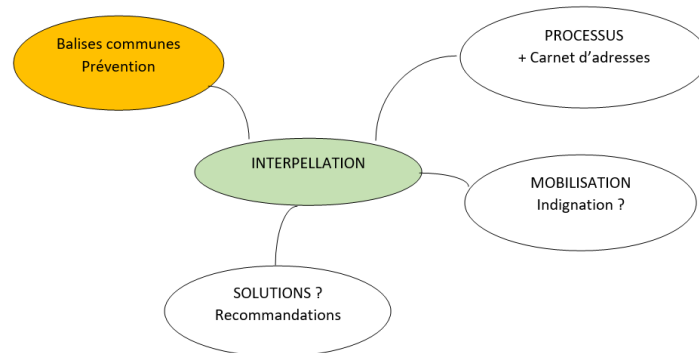 Balises communes
Prévention
PROCESSUS
+ Carnet d'adresses
INTERPELLATION
MOBILISATION
Indignation ?
SOLUTIONS ?
Recommandations